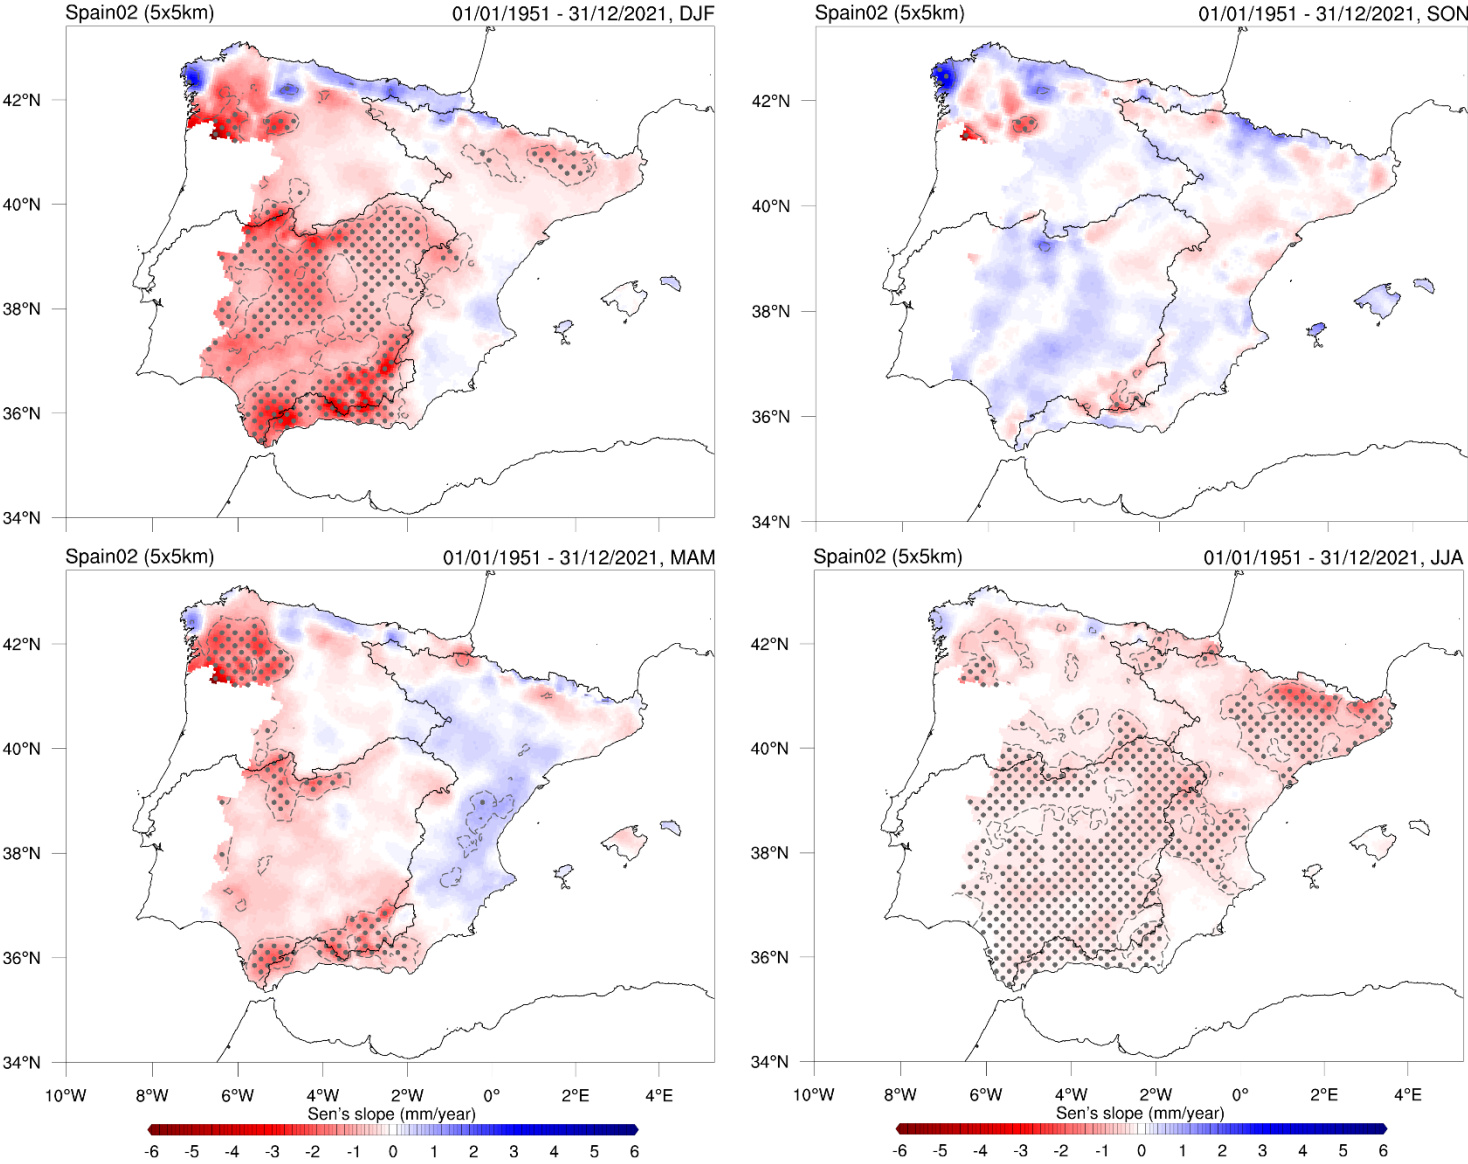 Spain02 (5x5km) 01/01/1951 - 31/12/2021, DJF
42°N
40°N
38°N
36°N
34°N
Spain02 (5x5km) 01/01/1951 - 31/12/2021, SON
42°N
40°N
38°N
36°N
34°N
Spain02 (5x5km) 01/01/1951 - 31/12/2021, MAM
42°N
40°N
38°N
36°N
34°N
10°W 8°W 6°W 4°W 2°W 0° 2°E 4°E
Sen's slope (mm/year)
-6 -5 -4 -3 -2 -1 0 1 2 3 4 5 6
Spain02 (5x5km) 01/01/1951 - 31/12/2021, JJA
42°N
40°N
38°N
36°N
34°N
10°W 8°W 6°W 4°W 2°W 0° 2°E 4°E
Sen's slope (mm/year)
-6 -5 -4 -3 -2 -1 0 1 2 3 4 5 6